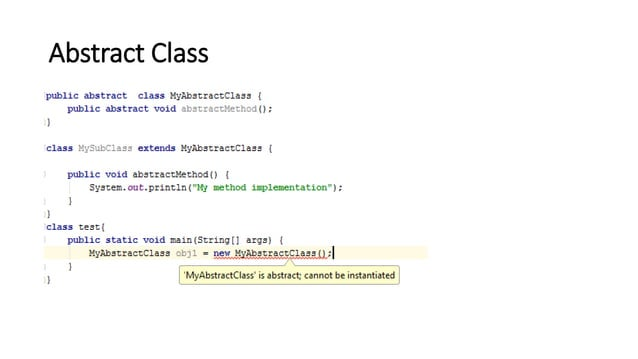 Abstract Class
public abstract  class MyAbstractClass {
    public abstract void abstractMethod();
}
class MySubClass extends MyAbstractClass {
    public void abstractMethod() {
        System.out.println("My method implementation");
    }
}
class test{
    public static void main(String[] args) {
        MyAbstractClass obj1 = new MyAbstractClass();
    }
'MyAbstractClass' is abstract; cannot be instantiated
}